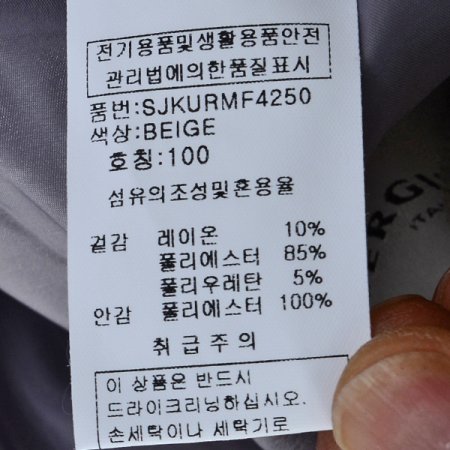 전기용품및생활용품안전
관리법에의한품질표시
품번:SJKURMF4250
색상:BEIGE
호칭:100
섬유의조성및혼용율
겉감 레이온 10%
폴리에스터 85%
폴리우레탄 5%
안감 폴리에스터 100%
취급주의
이 상품은 반드시
드라이크리닝하십시오.
손세탁이나 세탁기로